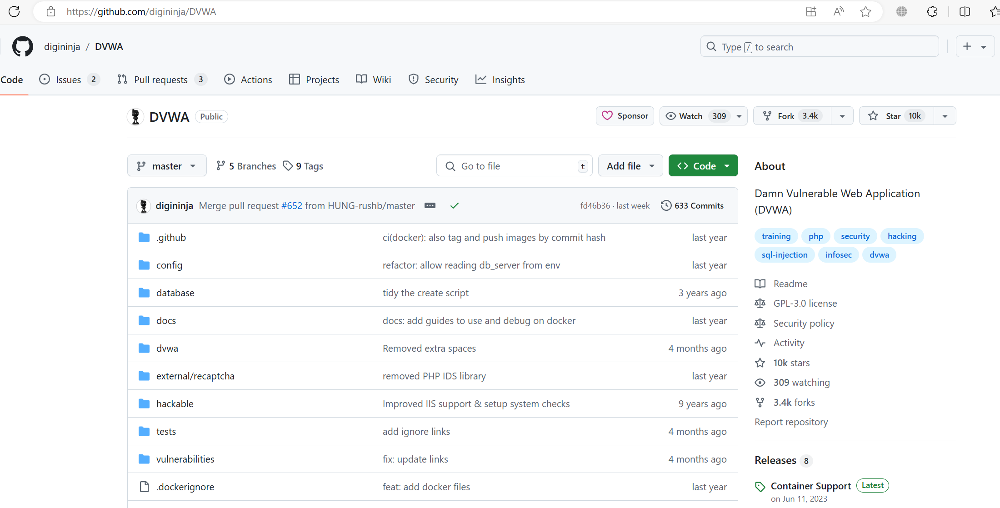 https://github.com/digininja/DVWA
digininja / DVWA
Type / to search
Code
Issues 2
Pull requests 3
Actions
Projects
Wiki
Security
Insights
DVWA Public
Sponsor
Watch 309
Fork 3.4k
Star 10k
master
5 Branches
9 Tags
Go to file t
Add file
Code
digininja Merge pull request #652 from HUNG-rushb/master
fd46b36 · last week
633 Commits
.github ci(docker): also tag and push images by commit hash last year
config refactor: allow reading db_server from env last year
database tidy the create script 3 years ago
docs docs: add guides to use and debug on docker last year
dvwa Removed extra spaces 4 months ago
external/recaptcha removed PHP IDS library last year
hackable Improved IIS support & setup system checks 9 years ago
tests add ignore links 4 months ago
vulnerabilities fix: update links 4 months ago
.dockerignore feat: add docker files last year
About
Damn Vulnerable Web Application
(DVWA)
training php security hacking
sql-injection infosec dvwa
Readme
GPL-3.0 license
Security policy
Activity
10k stars
309 watching
3.4k forks
Report repository
Releases 8
Container Support Latest
on Jun 11, 2023